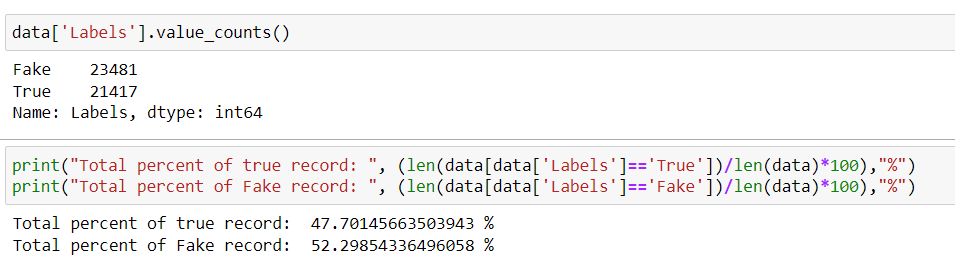 data['Labels'].value_counts()
Fake    23481
True    21417
Name: Labels, dtype: int64
print("Total percent of true record: ", (len(data[data['Labels']=='True'])/len(data)*100),"%")
print("Total percent of Fake record: ", (len(data[data['Labels']=='Fake'])/len(data)*100),"%")
Total percent of true record:  47.70145663503943 %
Total percent of Fake record:  52.29854336496058 %